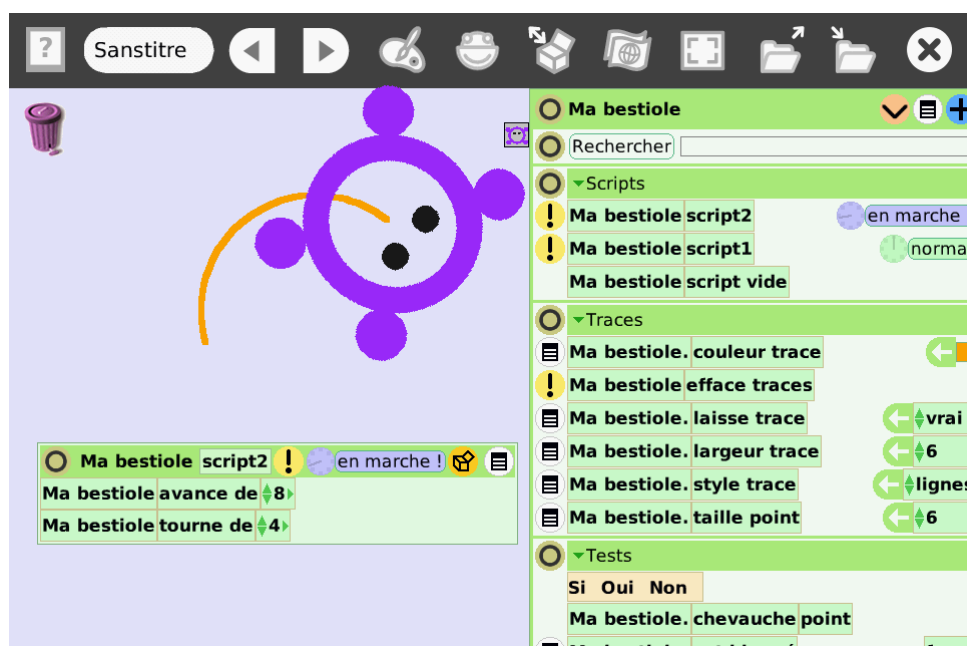 ?
Sanstitre
Ma bestiole
Rechercher
Scripts
! Ma bestiole script2 en marche
! Ma bestiole script1 norma
Ma bestiole script vide
Traces
Ma bestiole. couleur trace
! Ma bestiole efface traces
Ma bestiole. laisse trace vrai
Ma bestiole. largeur trace 6
Ma bestiole. style trace lignes
Ma bestiole. taille point 6
Tests
Si Oui Non
Ma bestiole. chevauche point
Ma bestiole script2 ! en marche !
Ma bestiole avance de 8
Ma bestiole tourne de 4